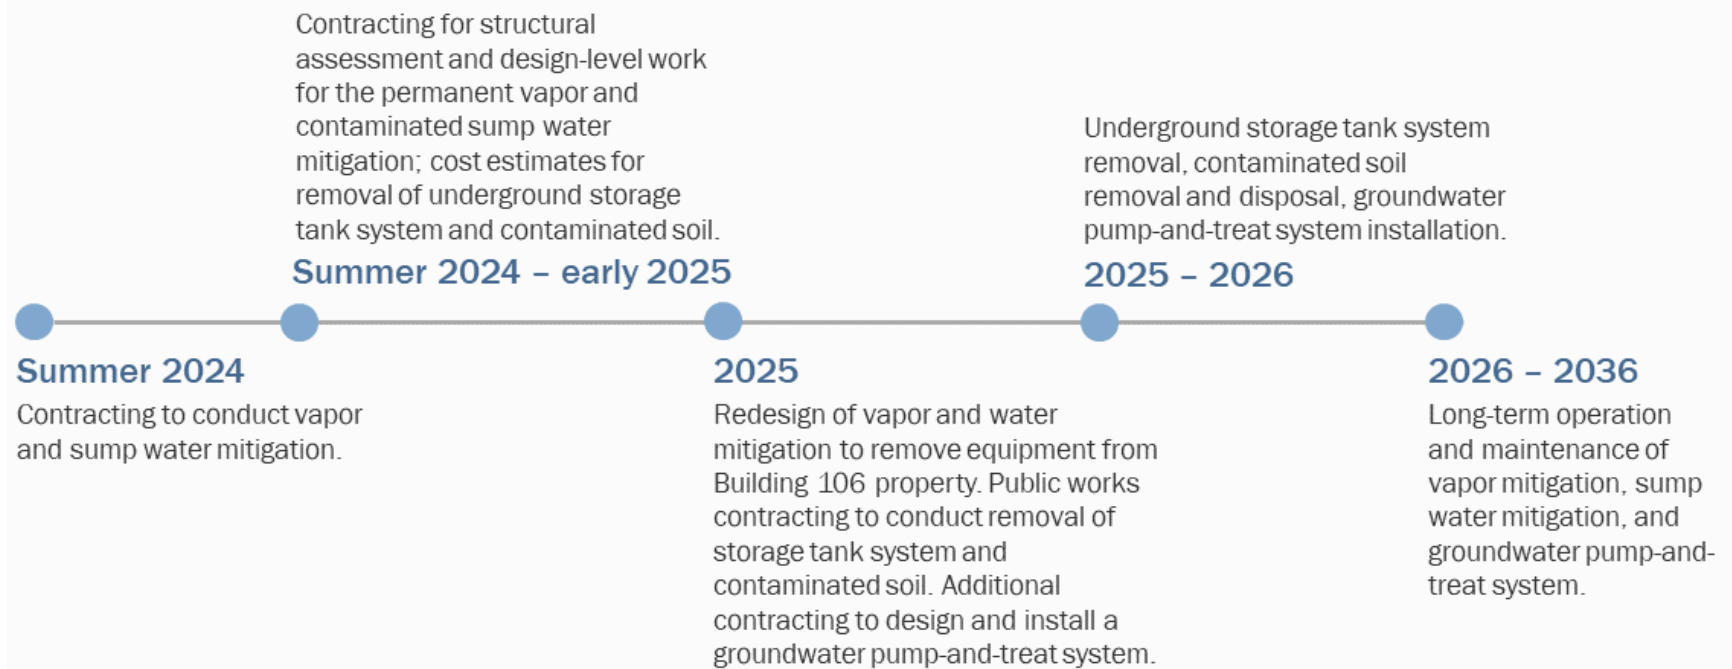 Contracting for structural
assessment and design-level work
for the permanent vapor and
contaminated sump water
mitigation; cost estimates for
removal of underground storage
tank system and contaminated soil.
Summer 2024 – early 2025
Underground storage tank system
removal, contaminated soil
removal and disposal, groundwater
pump-and-treat system installation.
2025 – 2026
Summer 2024
Contracting to conduct vapor
and sump water mitigation.
2025
Redesign of vapor and water
mitigation to remove equipment from
Building 106 property. Public works
contracting to conduct removal of
storage tank system and
contaminated soil. Additional
contracting to design and install a
groundwater pump-and-treat system.
2026 – 2036
Long-term operation
and maintenance of
vapor mitigation, sump
water mitigation, and
groundwater pump-and-
treat system.